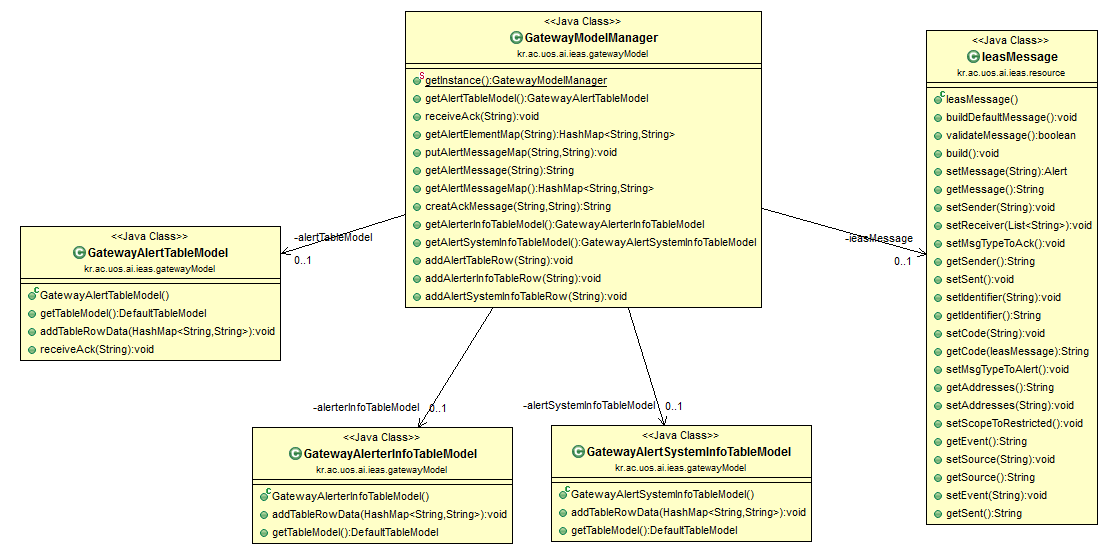 <<Java Class>>
GatewayModelManager
kr.ac.uos.ai.ieas.gatewayModel
getInstance():GatewayModelManager
getAlertTableModel():GatewayAlertTableModel
receiveAck(String):void
getAlertElementMap(String):HashMap<String,String>
putAlertMessageMap(String,String):void
getAlertMessage(String):String
getAlertMessageMap():HashMap<String,String>
creatAckMessage(String,String):String
getAlerterInfoTableModel():GatewayAlerterInfoTableModel
getAlertSystemInfoTableModel():GatewayAlertSystemInfoTableModel
addAlertTableRow(String):void
addAlerterInfoTableRow(String):void
addAlertSystemInfoTableRow(String):void
<<Java Class>>
IeasMessage
kr.ac.uos.ai.ieas.resource
IeasMessage()
buildDefaultMessage():void
validateMessage():boolean
build():void
setMessage(String):Alert
getMessage():String
setSender(String):void
setReceiver(List<String>):void
setMsgTypeToAck():void
getSender():String
setSent():void
setIdentifier(String):void
getIdentifier():String
setCode(String):void
getCode(IeasMessage):String
setMsgTypeToAlert():void
getAddresses():String
setAddresses(String):void
setScopeToRestricted():void
getEvent():String
setSource(String):void
getSource():String
setEvent(String):void
getSent():String
-alertTableModel
0..1
-ieasMessage
0..1
<<Java Class>>
GatewayAlertTableModel
kr.ac.uos.ai.ieas.gatewayModel
GatewayAlertTableModel()
getTableModel():DefaultTableModel
addTableRowData(HashMap<String,String>):void
receiveAck(String):void
-alerterInfoTableModel
0..1
-alertSystemInfoTableModel
0..1
<<Java Class>>
GatewayAlerterInfoTableModel
kr.ac.uos.ai.ieas.gatewayModel
GatewayAlerterInfoTableModel()
addTableRowData(HashMap<String,String>):void
getTableModel():DefaultTableModel
<<Java Class>>
GatewayAlertSystemInfoTableModel
kr.ac.uos.ai.ieas.gatewayModel
GatewayAlertSystemInfoTableModel()
addTableRowData(HashMap<String,String>):void
getTableModel():DefaultTableModel